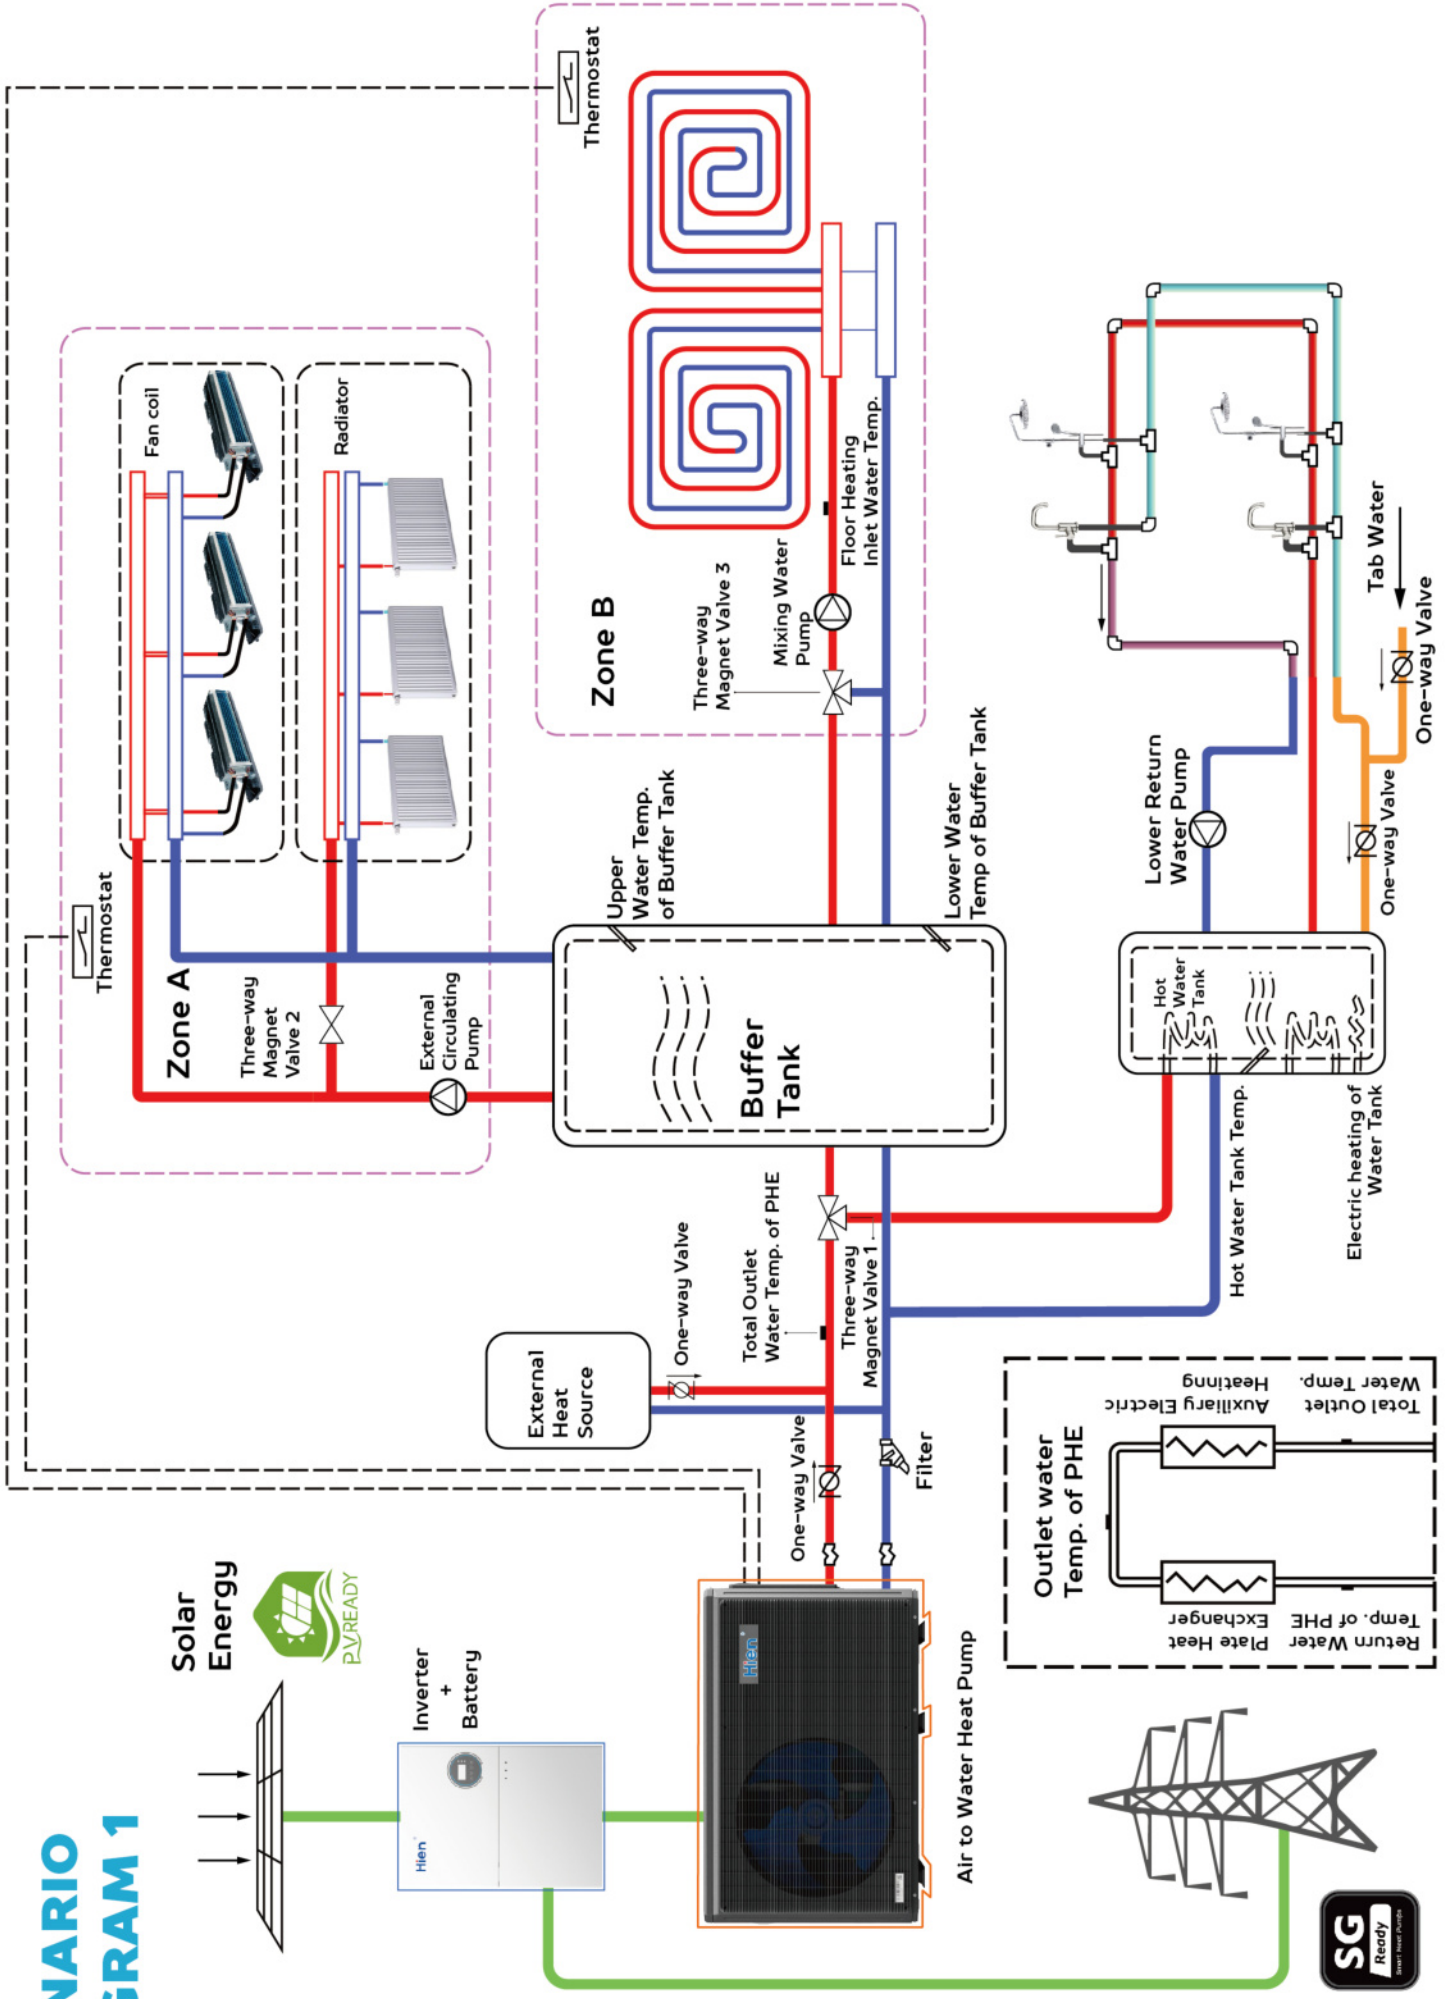 NARIO
GRAM 1
Solar
Energy
PVREADY
Inverter
+
Battery
Hien
Hien
Air to Water Heat Pump
SG
Ready
Smart Heat Pumps
External
Heat
Source
One-way Valve
One-way Valve
Filter
Total Outlet
Water Temp. of PHE
Three-way
Magnet Valve 1
Outlet water
Temp. of PHE
Plate Heat
Exchanger
Return Water
Temp. of PHE
Auxiliary Electric
Heatinng
Total Outlet
Water Temp.
Thermostat
Zone A
Three-way
Magnet
Valve 2
External
Circulating
Pump
Fan coil
Radiator
Buffer
Tank
Upper
Water Temp.
of Buffer Tank
Lower Water
Temp of Buffer Tank
Thermostat
Zone B
Three-way
Magnet Valve 3
Mixing Water
Pump
Floor Heating
Inlet Water Temp.
Hot
Water
Tank
Hot Water Tank Temp.
Electric heating of
Water Tank
Lower Return
Water Pump
One-way Valve
Tab Water
One-way Valve